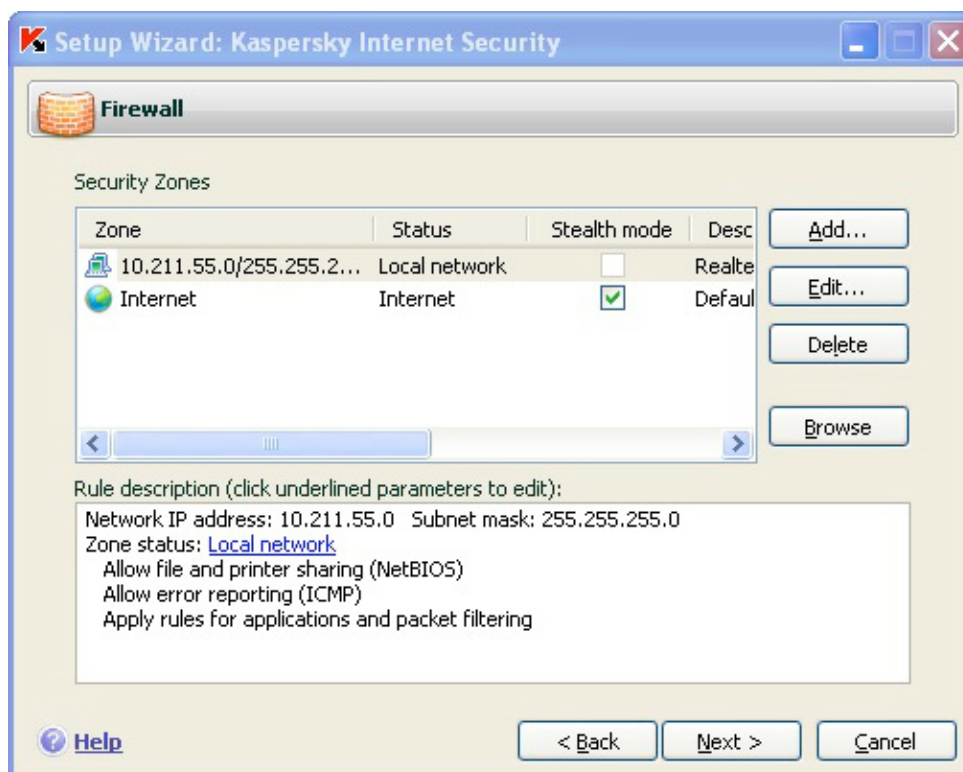 Setup Wizard: Kaspersky Internet Security
Firewall
Security Zones
Zone Status Stealth mode Desc
10.211.55.0/255.255.2... Local network Realte
Internet Internet Defaul
Add...
Edit...
Delete
Browse
Rule description (click underlined parameters to edit):
Network IP address: 10.211.55.0 Subnet mask: 255.255.255.0
Zone status: Local network
Allow file and printer sharing (NetBIOS)
Allow error reporting (ICMP)
Apply rules for applications and packet filtering
Help < Back Next > Cancel